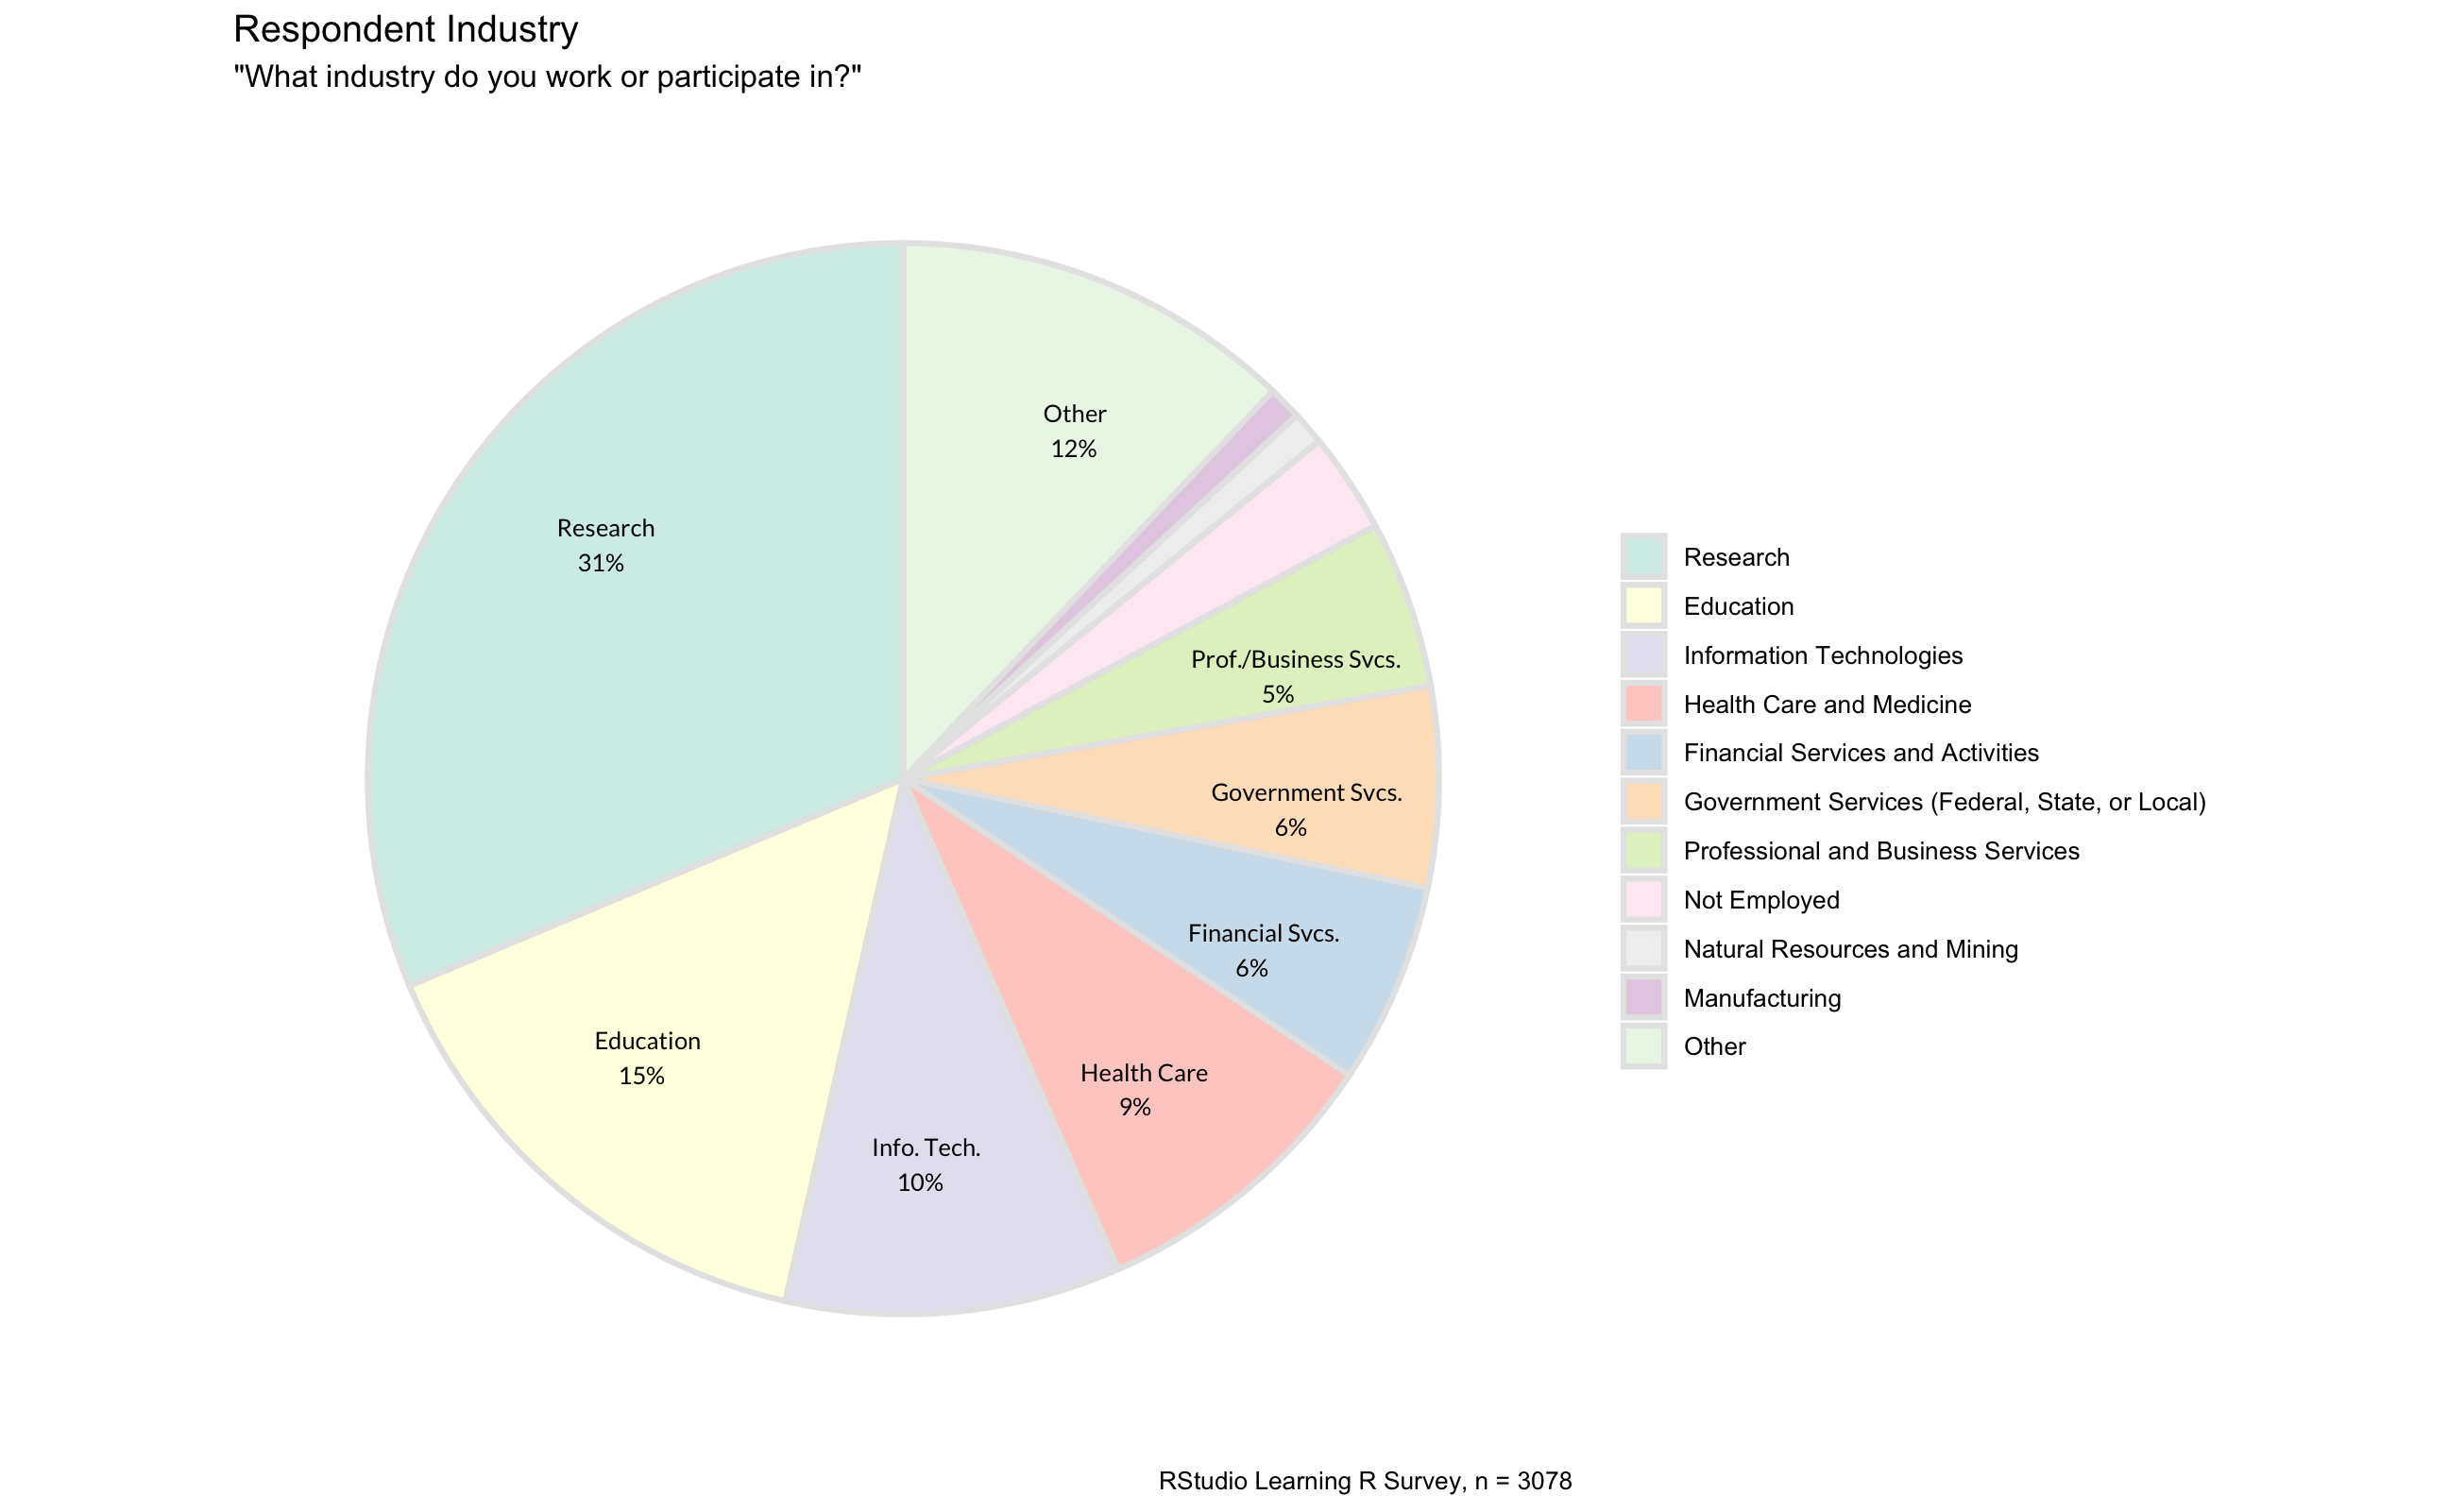 Respondent Industry
"What industry do you work or participate in?"
Other
12%
Research
31%
Prof./Business Svcs.
5%
Government Svcs.
6%
Financial Svcs.
6%
Education
15%
Health Care
9%
Info. Tech.
10%
Research
Education
Information Technologies
Health Care and Medicine
Financial Services and Activities
Government Services (Federal, State, or Local)
Professional and Business Services
Not Employed
Natural Resources and Mining
Manufacturing
Other
RStudio Learning R Survey, n = 3078